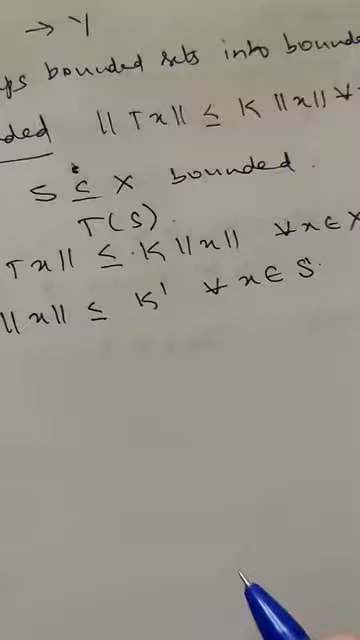 → Y
ps bounded sets into bounde
ded ||Tx|| ≤ K ||x|| ∀
S ⊆ X bounded.
T(S).
Tx|| ≤ K ||x|| ∀x ∈ X
||x|| ≤ K' ∀ x ∈ S.